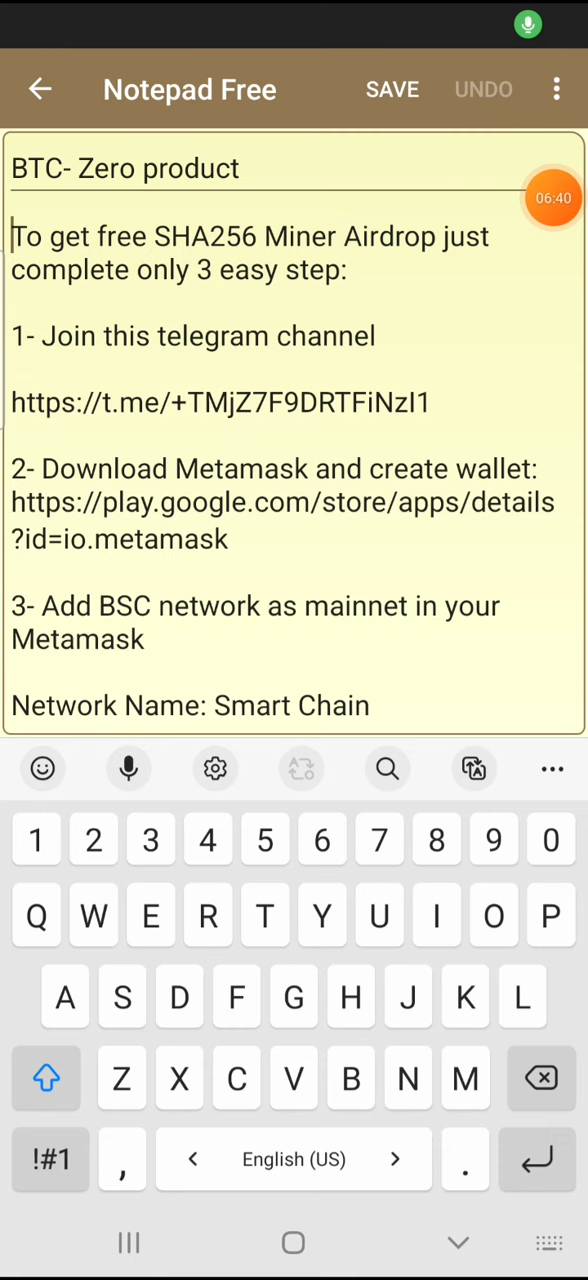 Notepad Free SAVE UNDO
BTC- Zero product
06:40
To get free SHA256 Miner Airdrop just
complete only 3 easy step:
1- Join this telegram channel
https://t.me/+TMjZ7F9DRTFiNzI1
2- Download Metamask and create wallet:
https://play.google.com/store/apps/details
?id=io.metamask
3- Add BSC network as mainnet in your
Metamask
Network Name: Smart Chain
1 2 3 4 5 6 7 8 9 0
Q W E R T Y U I O P
A S D F G H J K L
Z X C V B N M
!#1 , < English (US) > .